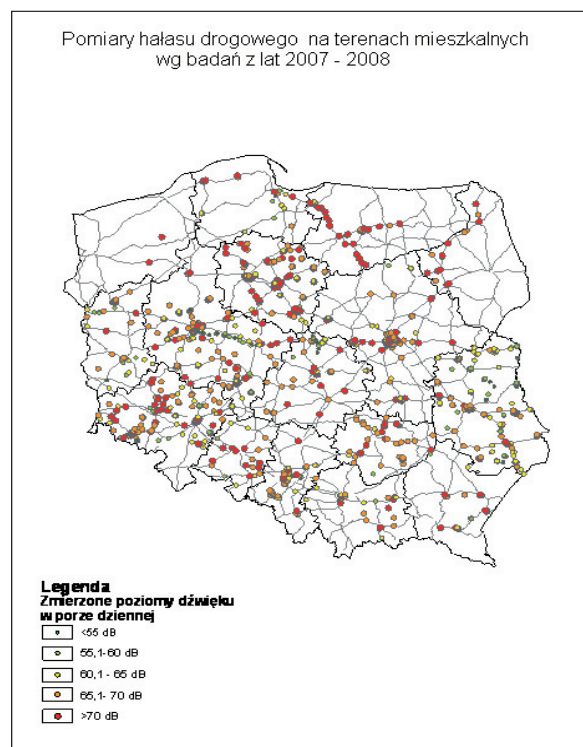 Pomiary hałasu drogowego na terenach mieszkalnych
wg badań z lat 2007 - 2008
Legenda
Zmierzone poziomy dźwięku
w porze dziennej
<55 dB
55,1-60 dB
60,1 - 65 dB
65,1- 70 dB
>70 dB